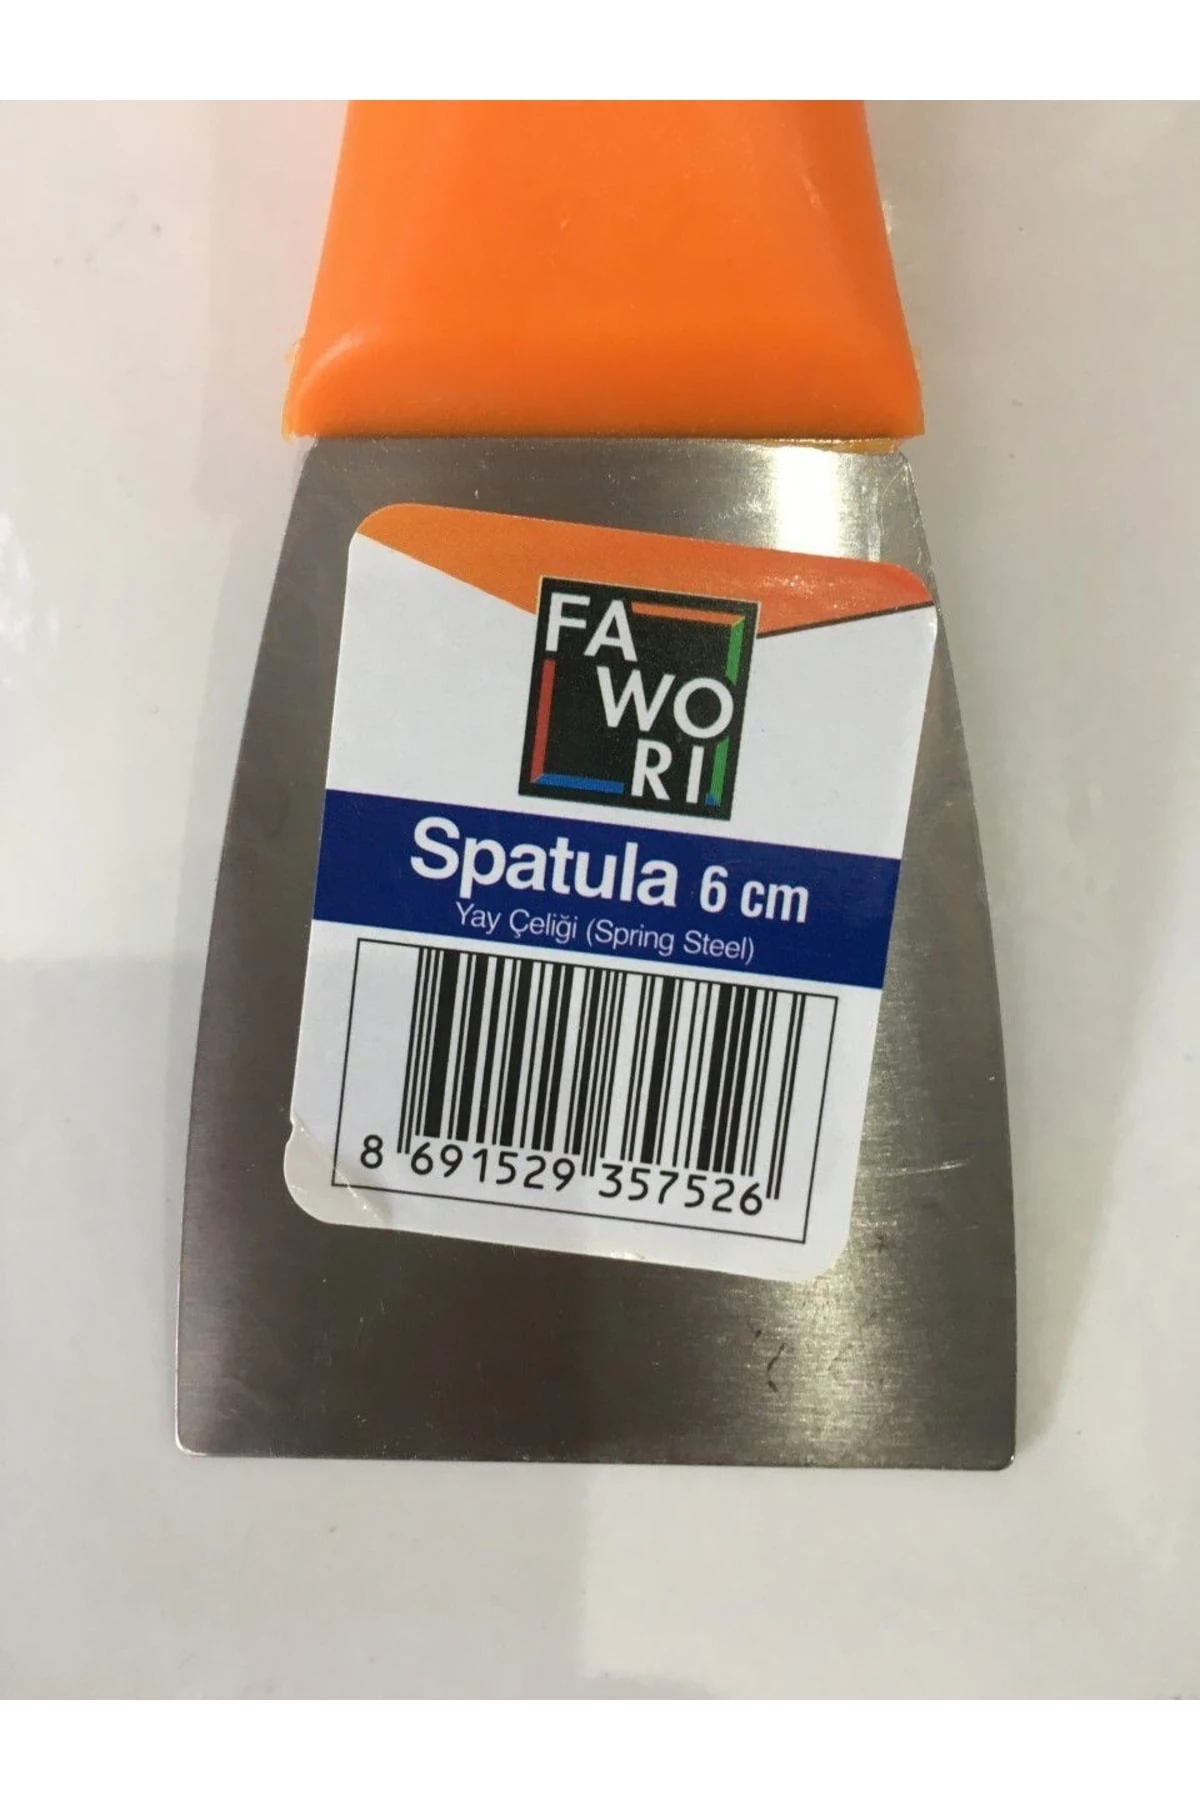 FA
WO
RI
Spatula 6 cm
Yay Çeliği (Spring Steel)
8 691529 357526